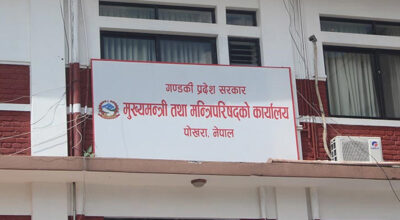 गण्डकी प्रदेश सरकार
मुख्यमन्त्री तथा मन्त्रिपरिषद्को कार्यालय
पोखरा, नेपाल